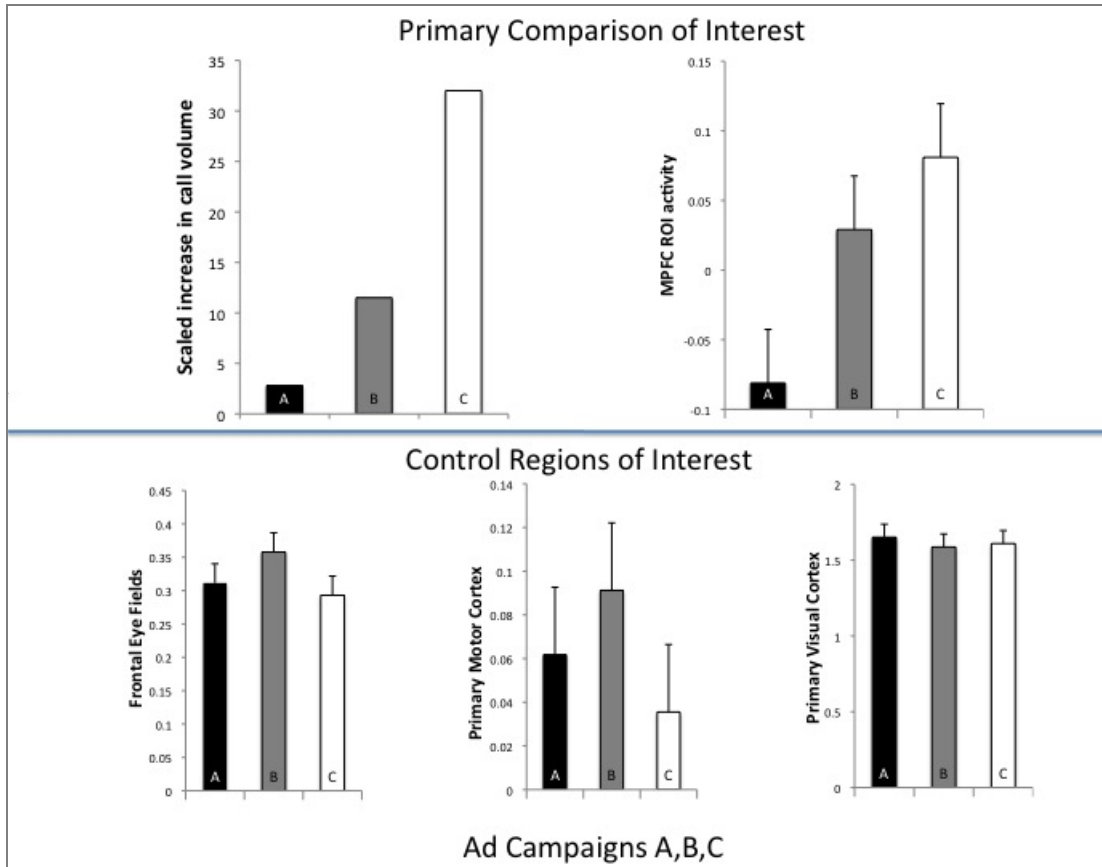 Primary Comparison of Interest
Scaled increase in call volume
35
30
25
20
15
10
5
0
A
B
C
MPFC ROI activity
0.15
0.1
0.05
0
-0.05
-0.1
A
B
C
Control Regions of Interest
Frontal Eye Fields
0.45
0.4
0.35
0.3
0.25
0.2
0.15
0.1
0.05
0
A
B
C
Primary Motor Cortex
0.14
0.12
0.1
0.08
0.06
0.04
0.02
0
A
B
C
Primary Visual Cortex
2
1.5
1
0.5
0
A
B
C
Ad Campaigns A,B,C